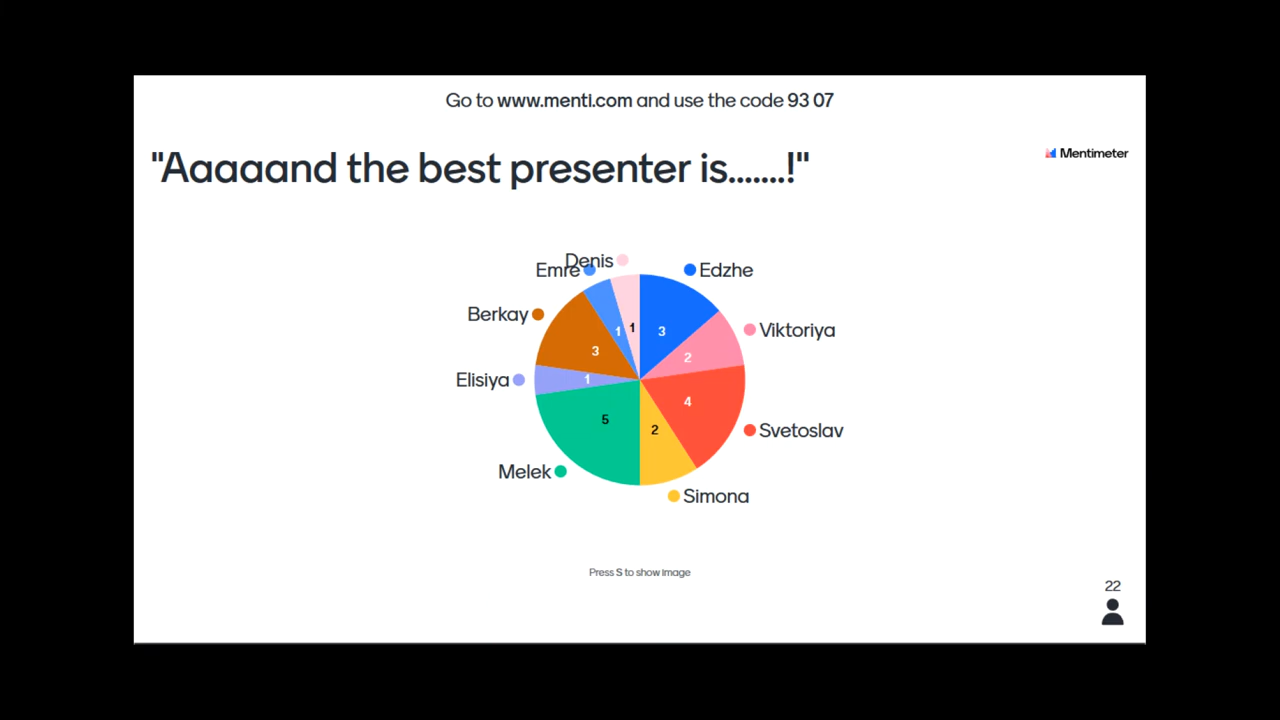 Go to www.menti.com and use the code 93 07
"Aaaaand the best presenter is.......!"
Mentimeter
Denis
Emre
Edzhe
Berkay
Viktoriya
1
1
3
3
2
Elisiya
1
4
Svetoslav
5
2
Melek
Simona
Press S to show image
22